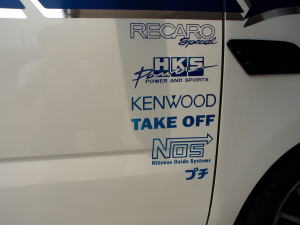 RECARO
Special
HKS
Power
POWER AND SPORTS
KENWOOD
TAKE OFF
NOS
Nitrous Oxide Systems
プチ